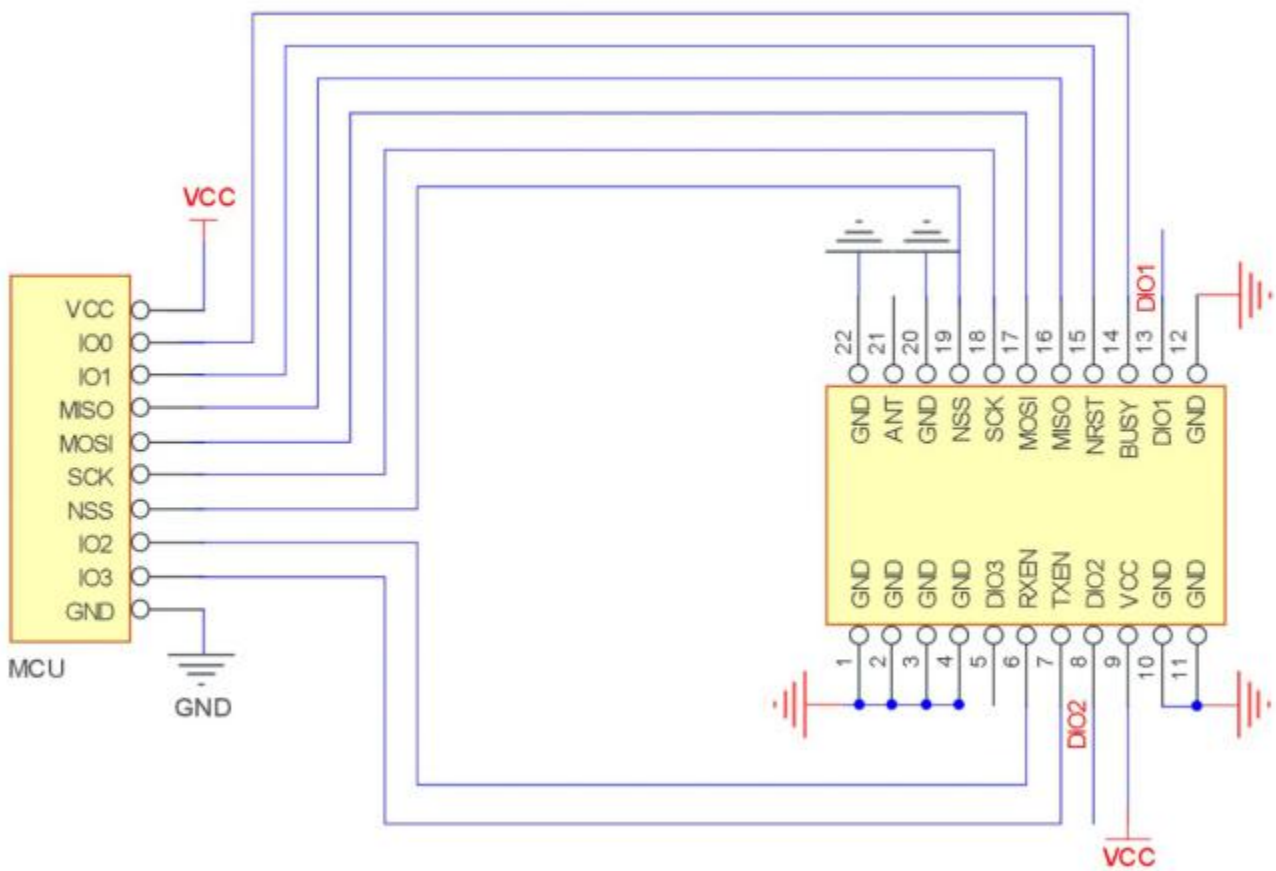 VCC
VCC
IO0
IO1
MISO
MOSI
SCK
NSS
IO2
IO3
GND
MCU
GND
DIO1
22 21 20 19 18 17 16 15 14 13 12
GND ANT GND NSS SCK MOSI MISO NRST BUSY DIO1 GND
GND GND GND GND DIO3 RXEN TXEN DIO2 VCC GND GND
1 2 3 4 5 6 7 8 9 10 11
DIO2
VCC